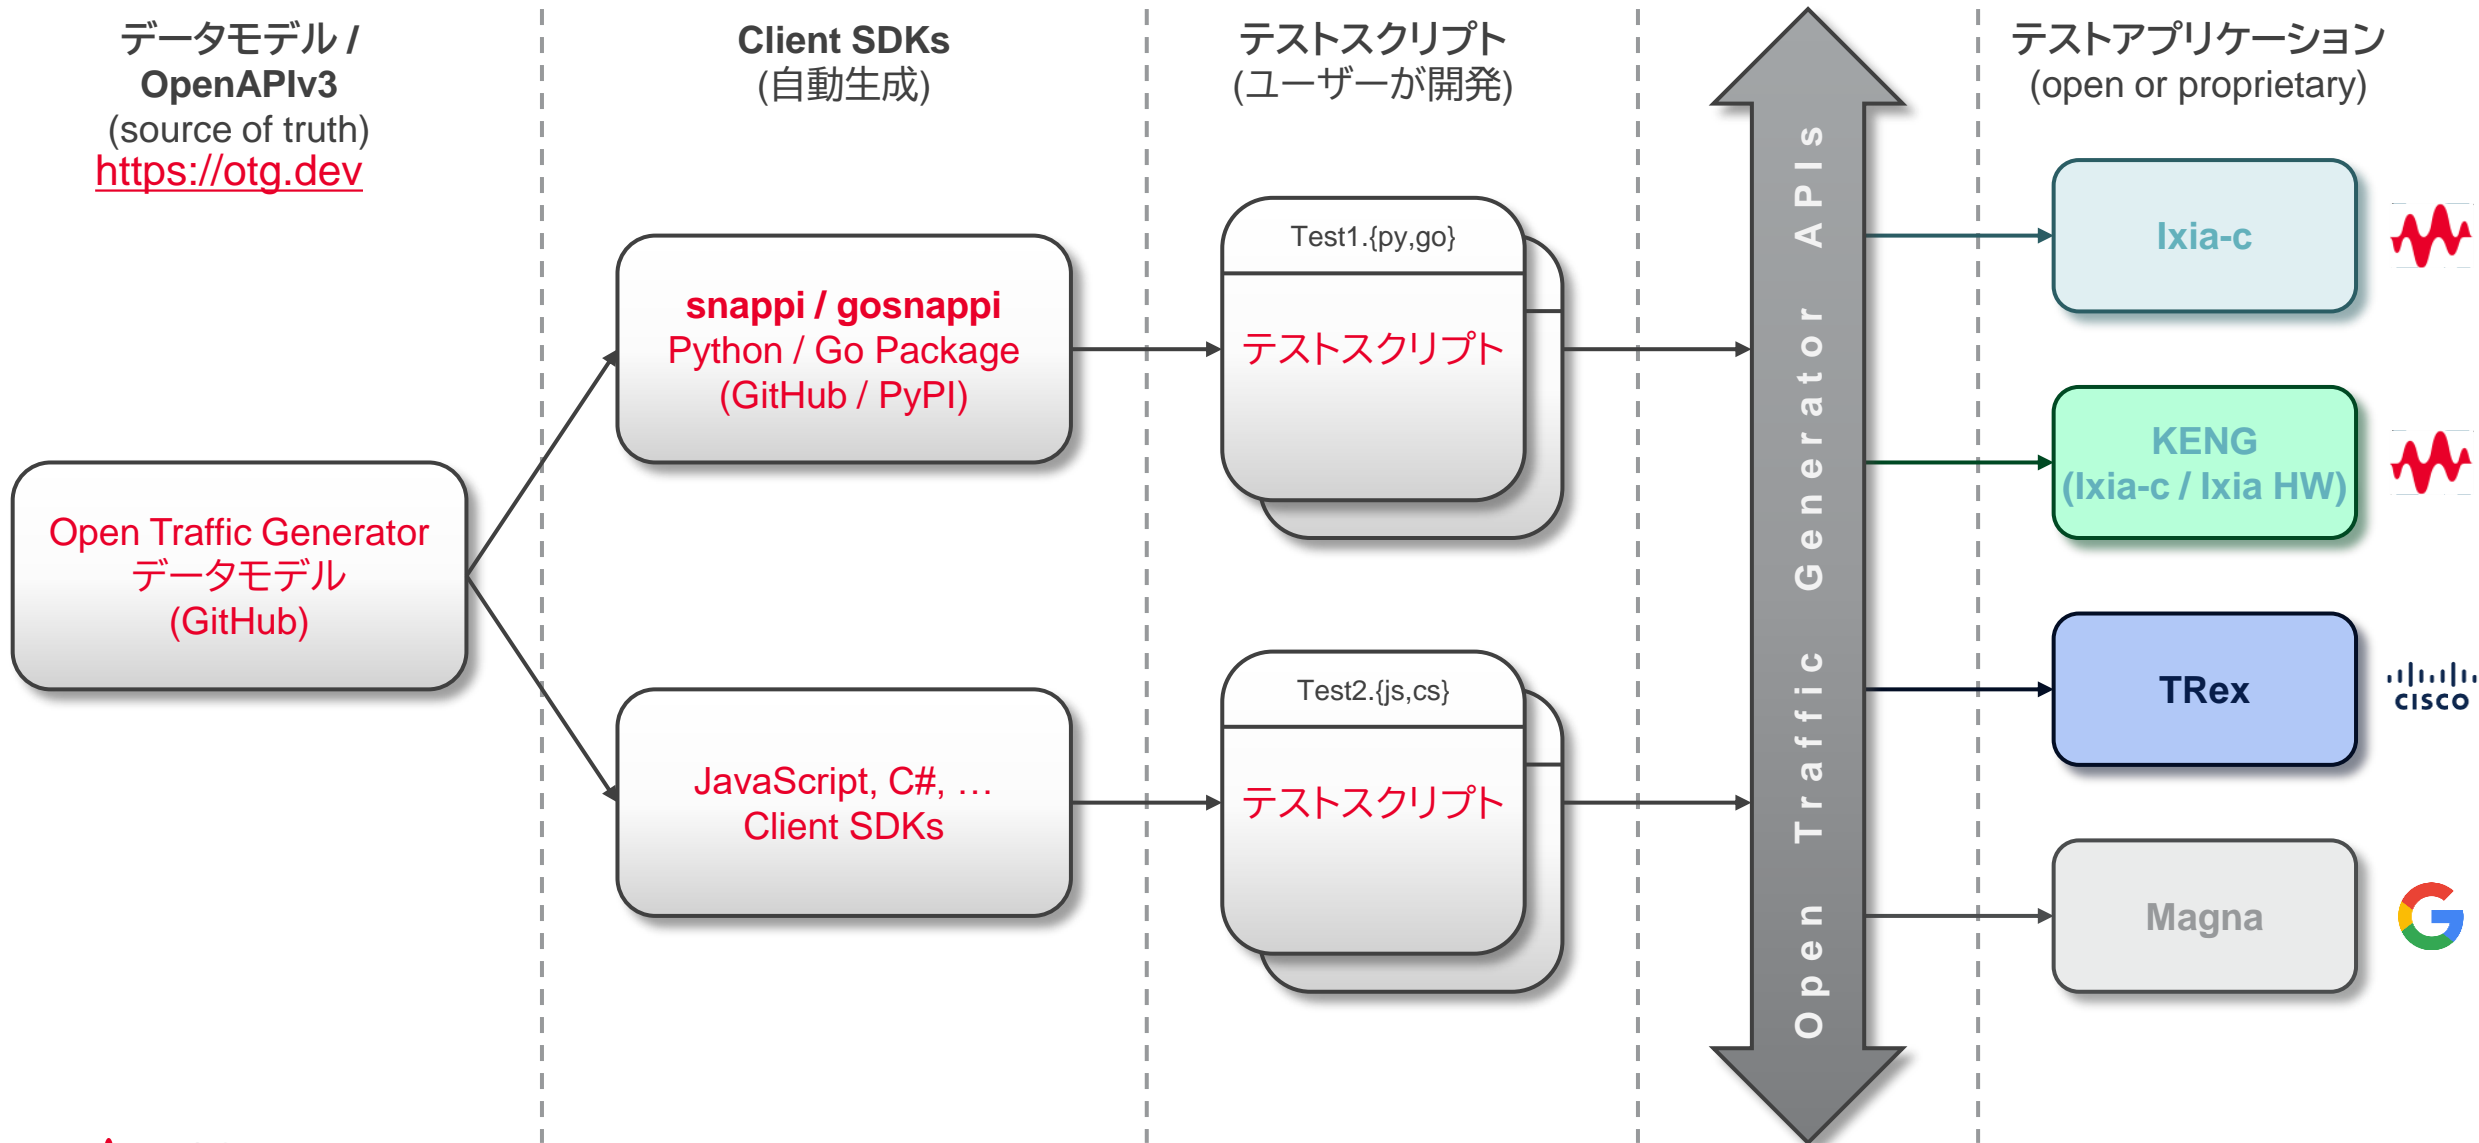 データモデル /
OpenAPIv3
(source of truth)
https://otg.dev
Client SDKs
(自動生成)
テストスクリプト
(ユーザーが開発)
テストアプリケーション
(open or proprietary)
Open Traffic Generator
データモデル
(GitHub)
snappi / gosnappi
Python / Go Package
(GitHub / PyPI)
JavaScript, C#, …
Client SDKs
Test1.{py,go}
テストスクリプト
Test2.{js,cs}
テストスクリプト
Open Traffic Generator APIs
Ixia-c
KENG
(Ixia-c / Ixia HW)
TRex
CISCO
Magna
G